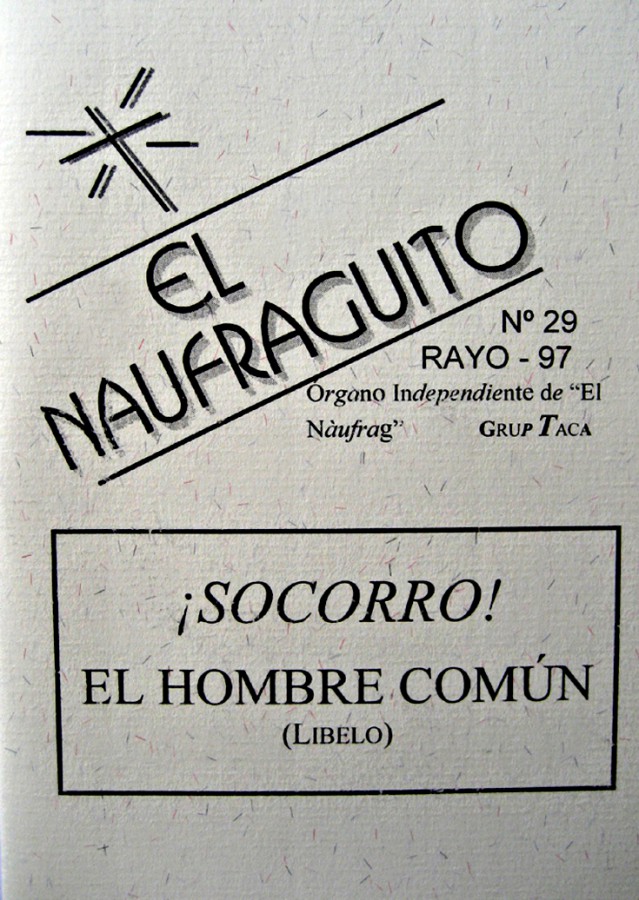 EL
NAUFRAGUITO
Nº 29
RAYO - 97
Órgano Independiente de “El
Nàufrag”
GRUP TACA
¡SOCORRO!
EL HOMBRE COMÚN
(LIBELO)